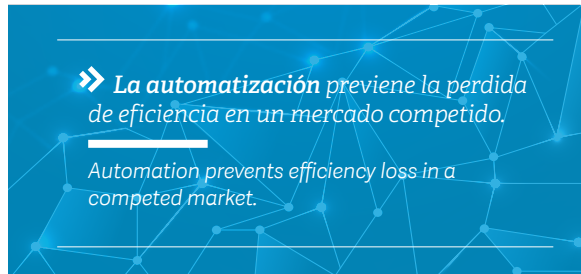 » La automatización previene la perdida
de eficiencia en un mercado competido.
Automation prevents efficiency loss in a
competed market.